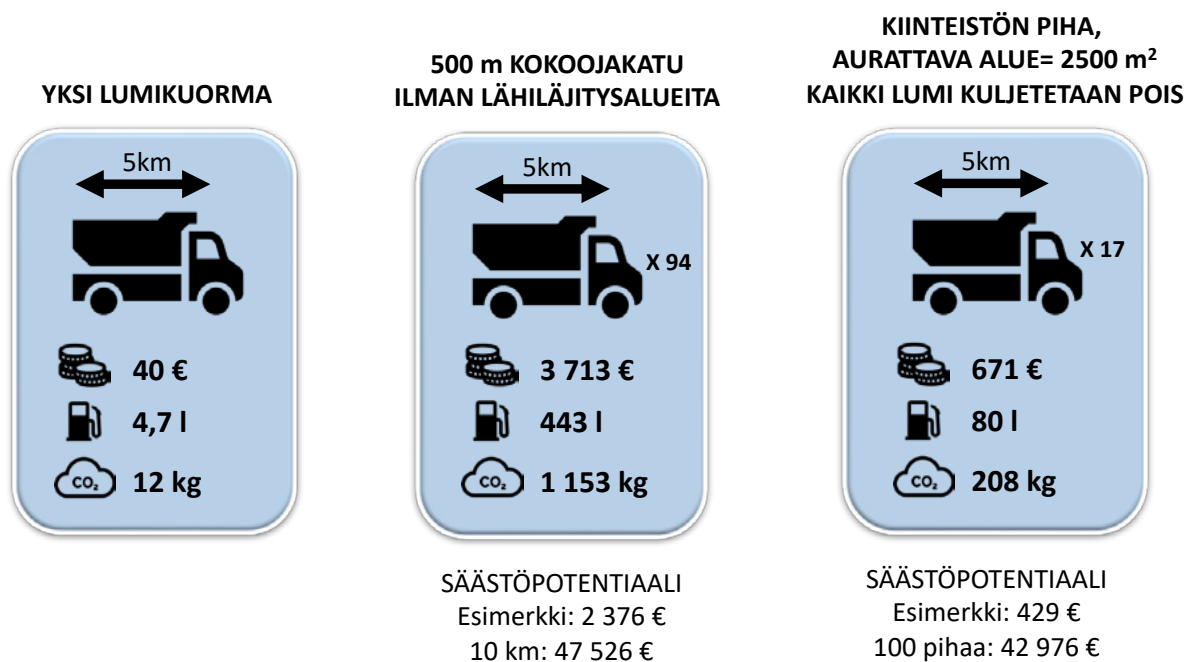 YKSI LUMIKUORMA
5km
40 €
4,7 l
CO₂ 12 kg
500 m KOKOOJAKATU
ILMAN LÄHILÄJITYSALUEITA
5km
X 94
3 713 €
443 l
CO₂ 1 153 kg
SÄÄSTÖPOTENTIAALI
Esimerkki: 2 376 €
10 km: 47 526 €
KIINTEISTÖN PIHA,
AURATTAVA ALUE= 2500 m²
KAIKKI LUMI KULJETETAAN POIS
5km
X 17
671 €
80 l
CO₂ 208 kg
SÄÄSTÖPOTENTIAALI
Esimerkki: 429 €
100 pihaa: 42 976 €